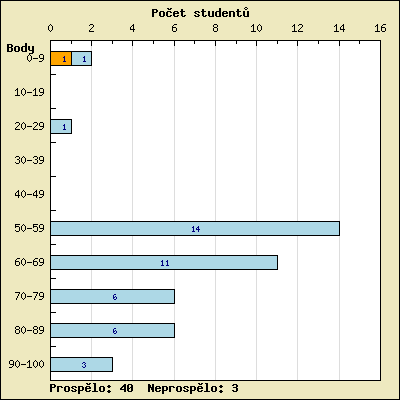 Počet studentů
0 2 4 6 8 10 12 14 16
Body
0-9 1 1
10-19
20-29 1
30-39
40-49
50-59 14
60-69 11
70-79 6
80-89 6
90-100 3
Prospělo: 40 Neprospělo: 3